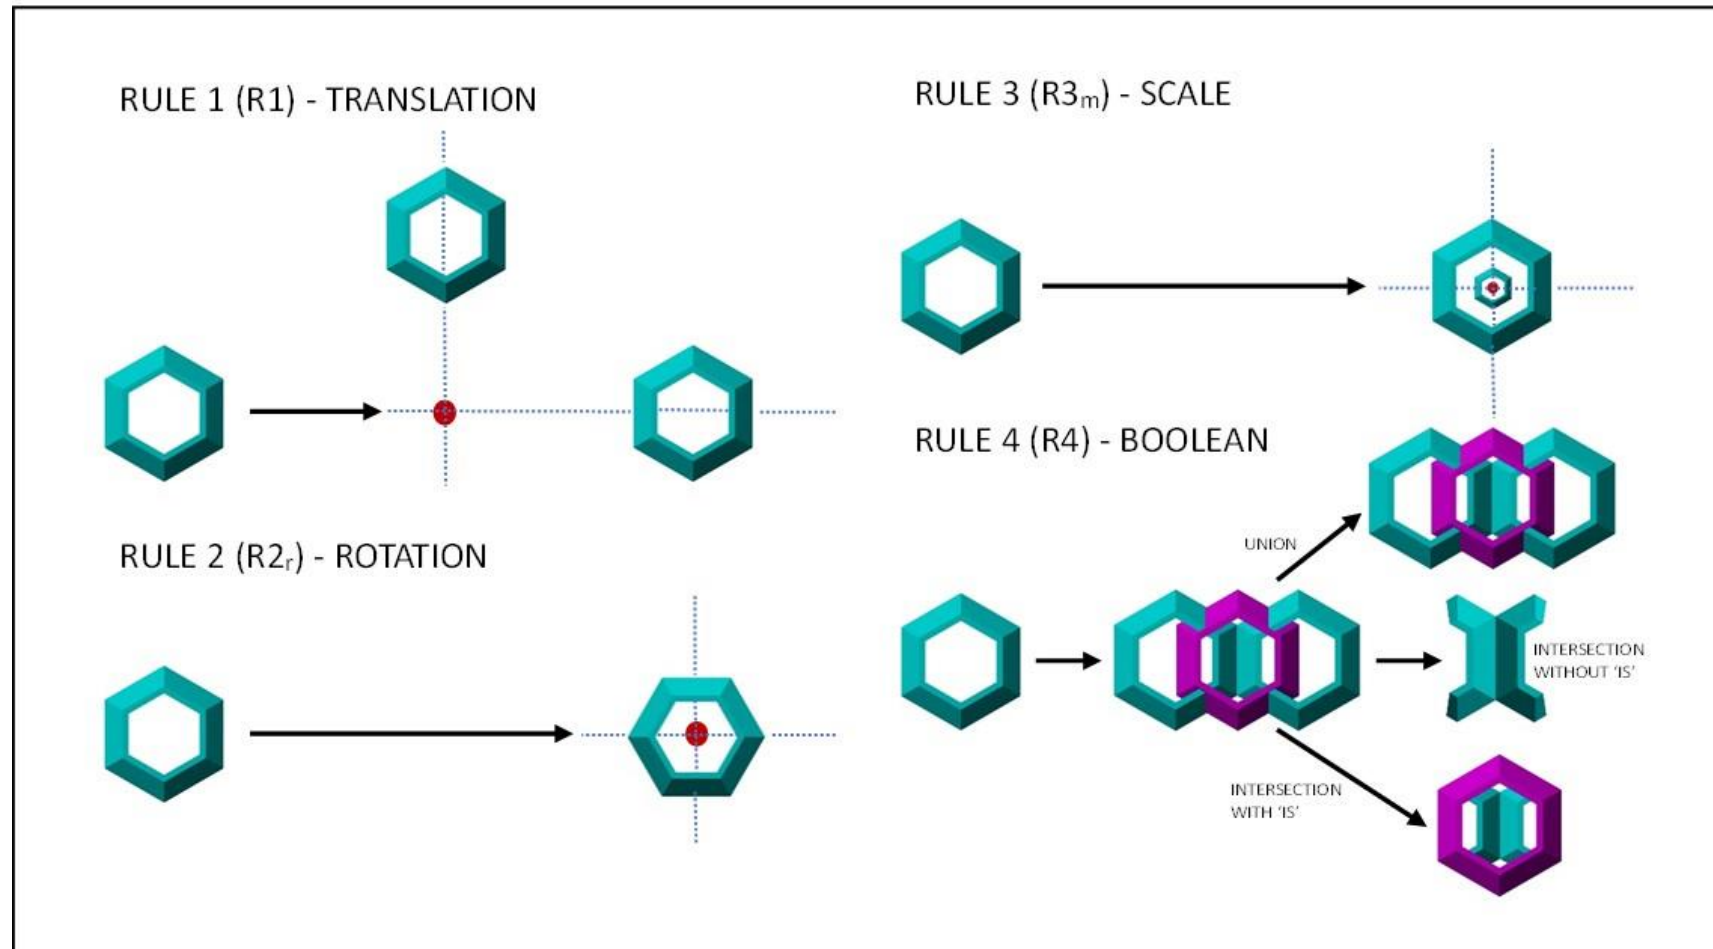 RULE 1 (R1) - TRANSLATION
RULE 2 (R2ᵣ) - ROTATION
RULE 3 (R3ₘ) - SCALE
RULE 4 (R4) - BOOLEAN
UNION
INTERSECTION
WITHOUT 'IS'
INTERSECTION
WITH 'IS'